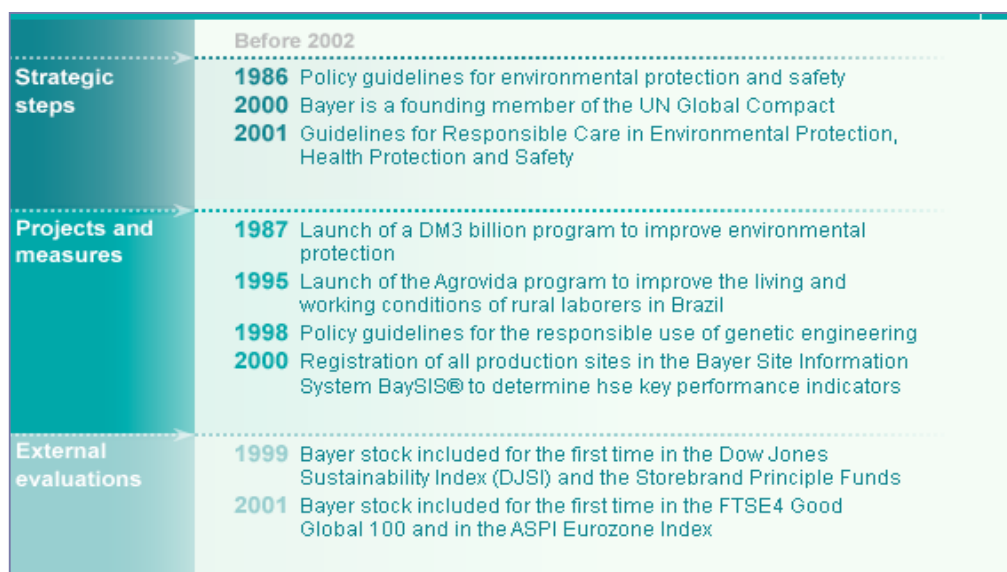 Before 2002
Strategic
steps
1986 Policy guidelines for environmental protection and safety
2000 Bayer is a founding member of the UN Global Compact
2001 Guidelines for Responsible Care in Environmental Protection,
Health Protection and Safety
Projects and
measures
1987 Launch of a DM3 billion program to improve environmental
protection
1995 Launch of the Agrovida program to improve the living and
working conditions of rural laborers in Brazil
1998 Policy guidelines for the responsible use of genetic engineering
2000 Registration of all production sites in the Bayer Site Information
System BaySIS® to determine hse key performance indicators
External
evaluations
1999 Bayer stock included for the first time in the Dow Jones
Sustainability Index (DJSI) and the Storebrand Principle Funds
2001 Bayer stock included for the first time in the FTSE4 Good
Global 100 and in the ASPI Eurozone Index